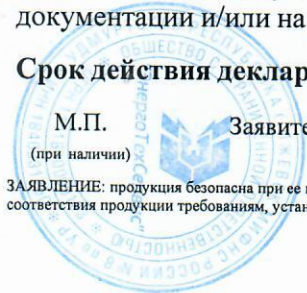 документации и/или на
Срок действия деклар
М.П. Заявите
(при наличии)
ЗАЯВЛЕНИЕ: продукция безопасна при ее
соответствия продукции требованиям, устан